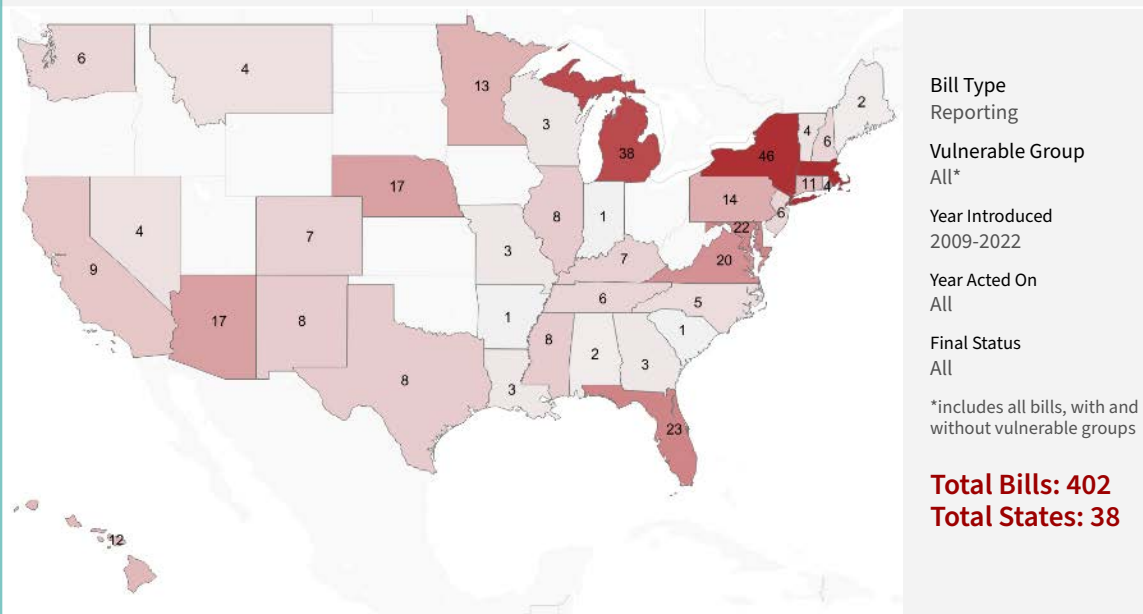 6
4
13
3
2
4
6
38
46
11
4
14
6
17
22
8
1
4
7
3
7
20
9
6
5
17
8
1
1
8
2
3
8
3
23
12
Bill Type
Reporting
Vulnerable Group
All*
Year Introduced
2009-2022
Year Acted On
All
Final Status
All
*includes all bills, with and
without vulnerable groups
Total Bills: 402
Total States: 38